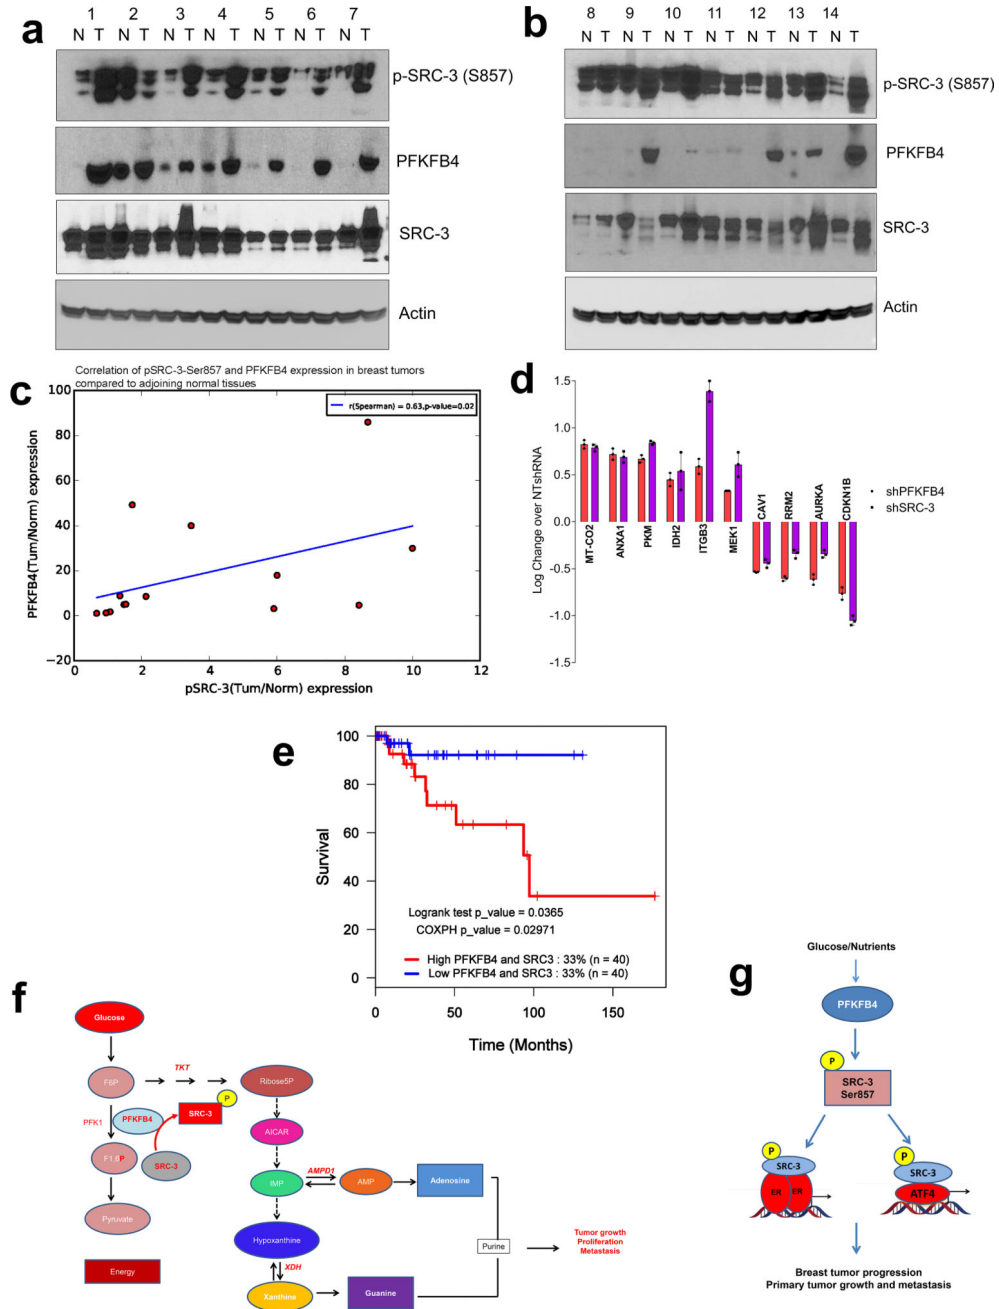 a
1 2 3 4 5 6 7
N T N T N T N T N T N T N T
p-SRC-3 (S857)
PFKFB4
SRC-3
Actin
b
8 9 10 11 12 13 14
N T N T N T N T N T N T N T
p-SRC-3 (S857)
PFKFB4
SRC-3
Actin
c
Correlation of pSRC-3-Ser857 and PFKFB4 expression in breast tumors
compared to adjoining normal tissues
r(Spearman) = 0.63,p-value=0.02
PFKFB4(Tum/Norm) expression
100
80
60
40
20
0
−20
0 2 4 6 8 10 12
pSRC-3(Tum/Norm) expression
d
Log Change over NTshRNA
1.5
1.0
0.5
0.0
-0.5
-1.0
-1.5
MT-CO2
ANXA1
PKM
IDH2
ITGB3
MEK1
CAV1
RRM2
AURKA
CDKN1B
shPFKFB4
shSRC-3
e
Survival
100
80
60
40
20
0
Logrank test p_value = 0.0365
COXPH p_value = 0.02971
High PFKFB4 and SRC3 : 33% (n = 40)
Low PFKFB4 and SRC3 : 33% (n = 40)
0 50 100 150
Time (Months)
f
Glucose
F6P
TKT
Ribose5P
P
PFK1
PFKFB4
SRC-3
AICAR
F1,6P
SRC-3
IMP
AMPD1
AMP
Adenosine
Pyruvate
Hypoxanthine
Purine
Tumor growth
Proliferation
Metastasis
Energy
XDH
Xanthine
Guanine
g
Glucose/Nutrients
PFKFB4
P
SRC-3
Ser857
P
SRC-3
ER ER
P
SRC-3
ATF4
Breast tumor progression
Primary tumor growth and metastasis